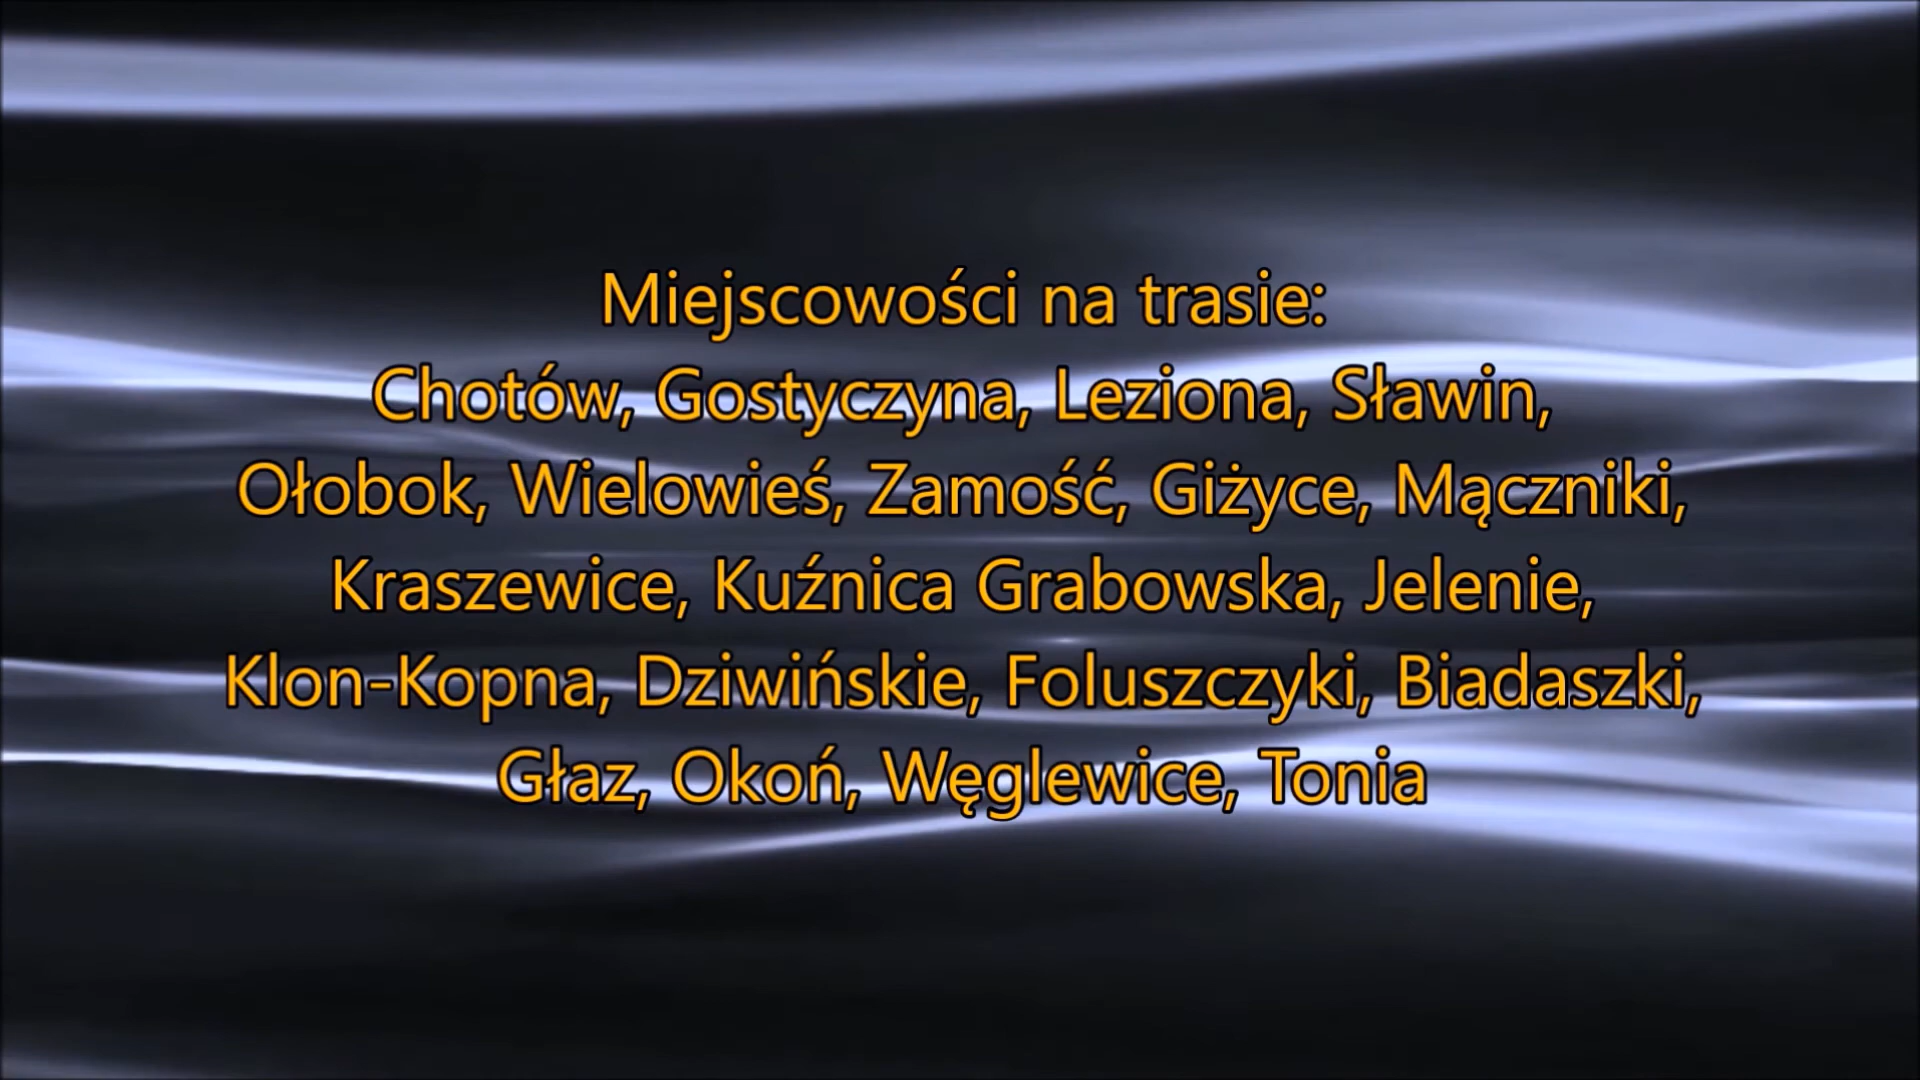 Miejscowości na trasie:
Chotów, Gostyczyna, Leziona, Sławin,
Ołobok, Wielowieś, Zamość, Giżyce, Mączniki,
Kraszewice, Kuźnica Grabowska, Jelenie,
Klon-Kopna, Dziwińskie, Foluszczyki, Biadaszki,
Głaz, Okoń, Węglewice, Tonia